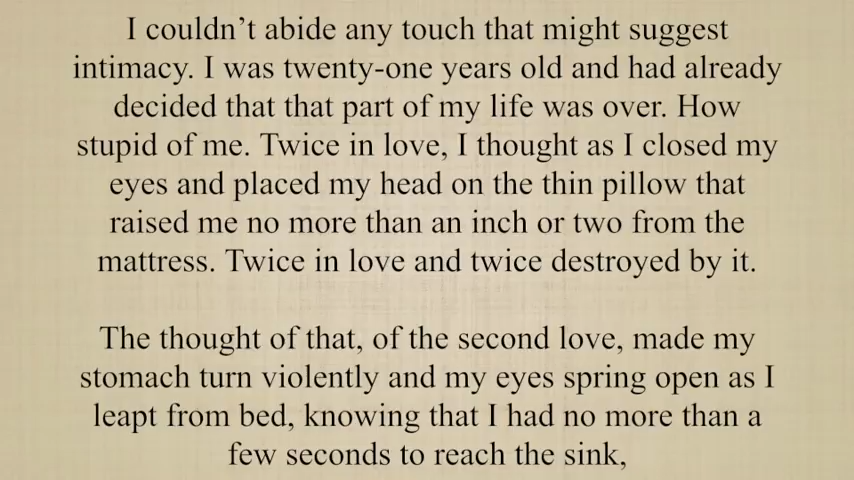 I couldn’t abide any touch that might suggest
intimacy. I was twenty-one years old and had already
decided that that part of my life was over. How
stupid of me. Twice in love, I thought as I closed my
eyes and placed my head on the thin pillow that
raised me no more than an inch or two from the
mattress. Twice in love and twice destroyed by it.
The thought of that, of the second love, made my
stomach turn violently and my eyes spring open as I
leapt from bed, knowing that I had no more than a
few seconds to reach the sink,